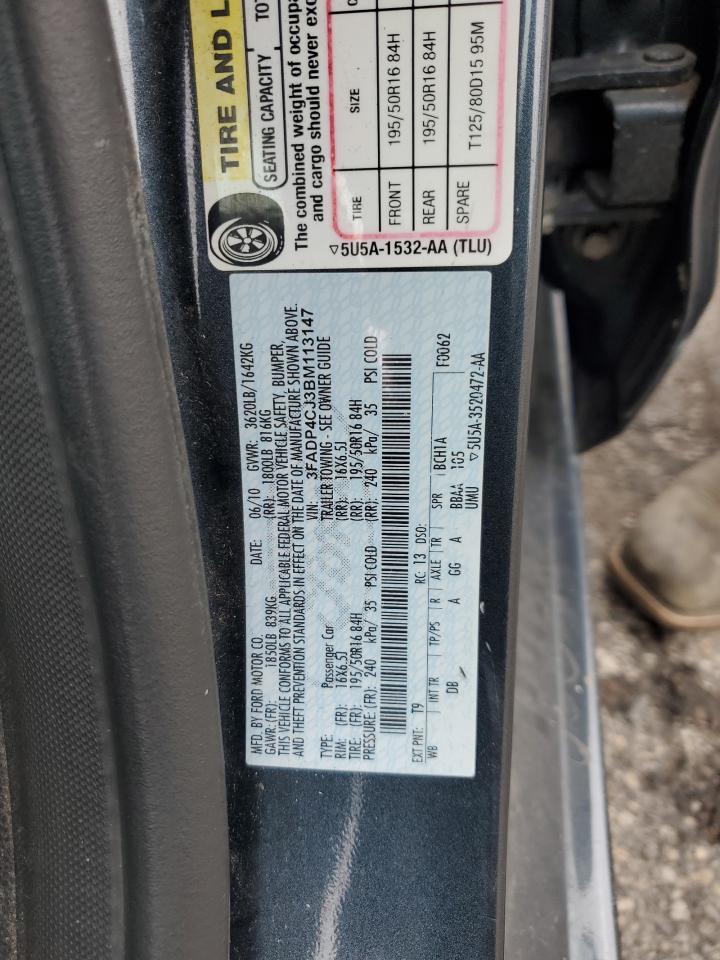 TIRE AND L
SEATING CAPACITY TO
The combined weight of occupa
and cargo should never exc
TIRE SIZE
FRONT 195/50R16 84H
REAR 195/50R16 84H
SPARE T125/80D15 95M
▽5U5A-1532-AA (TLU)
MFD. BY FORD MOTOR CO. DATE: 06/10 GVWR: 3620LB/1642KG
GAWR: (FR): 1850LB 839KG (RR): 1800LB 816KG
THIS VEHICLE CONFORMS TO ALL APPLICABLE FEDERAL MOTOR VEHICLE SAFETY, BUMPER,
AND THEFT PREVENTION STANDARDS IN EFFECT ON THE DATE OF MANUFACTURE SHOWN ABOVE.
VIN: 3FADP4CJ3BM113147
TYPE: Passenger Car TRAILER TOWING - SEE OWNER GUIDE
RIM: (FR): 16X6.5J (RR): 16X6.5J
TIRE: (FR): 195/50R16 84H (RR): 195/50R16 84H
PRESSURE: (FR): 240 kPa/ 35 PSI COLD (RR): 240 kPa/ 35 PSI COLD
EXT PNT: T9 RC: 13 DSO: F0062
WB INT TR TP/PS R AXLE TR SPR BCH1A
DB A GG A BBAA 105
UMU
▽5U5A-3520472-AA